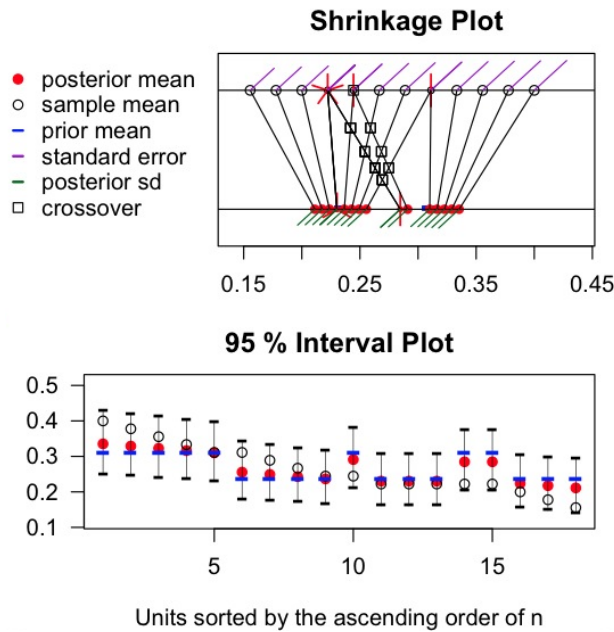 Shrinkage Plot
posterior mean
sample mean
prior mean
standard error
posterior sd
crossover
0.15 0.25 0.35 0.45
95 % Interval Plot
0.5
0.4
0.3
0.2
0.1
5 10 15
Units sorted by the ascending order of n